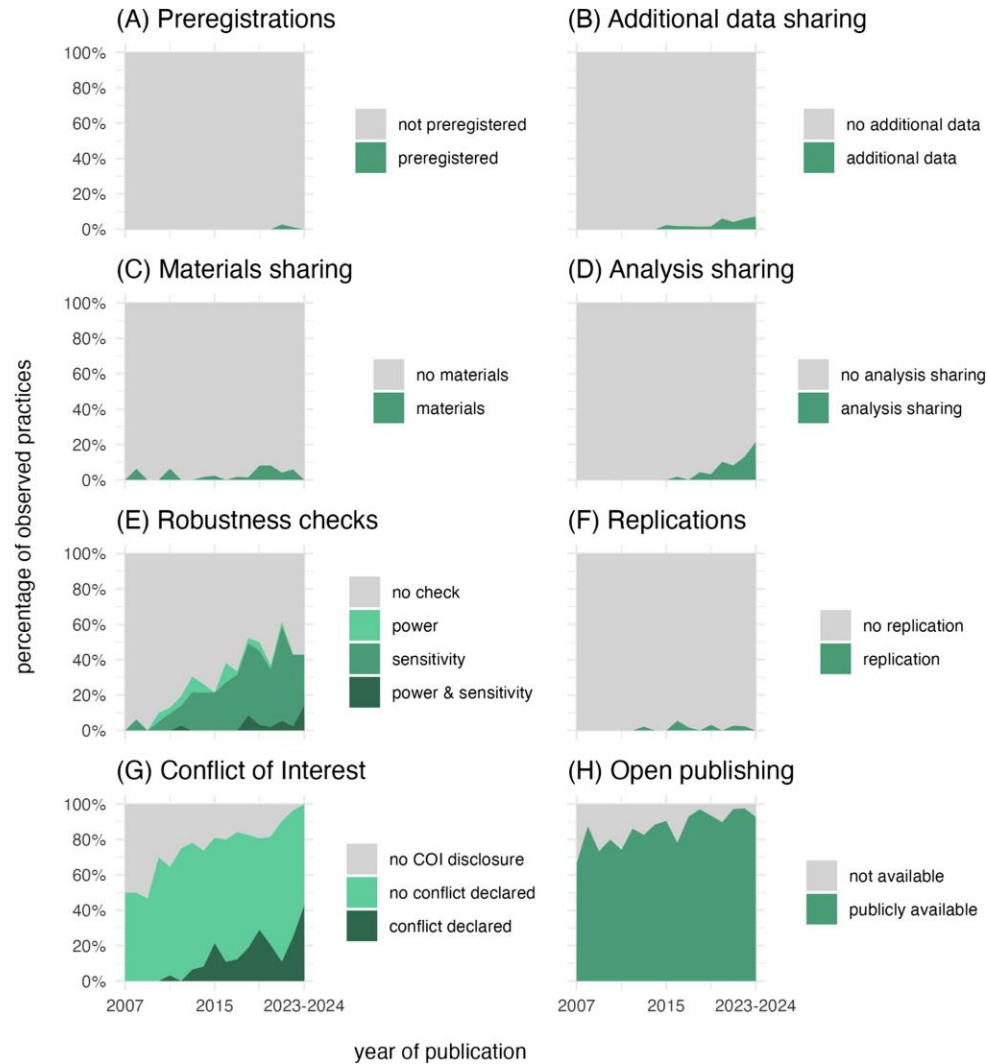 (A) Preregistrations
100%
80%
60%
40%
20%
0%
not preregistered
preregistered
(B) Additional data sharing
100%
80%
60%
40%
20%
0%
no additional data
additional data
(C) Materials sharing
100%
80%
60%
40%
20%
0%
no materials
materials
(D) Analysis sharing
100%
80%
60%
40%
20%
0%
no analysis sharing
analysis sharing
(E) Robustness checks
100%
80%
60%
40%
20%
0%
no check
power
sensitivity
power & sensitivity
(F) Replications
100%
80%
60%
40%
20%
0%
no replication
replication
(G) Conflict of Interest
100%
80%
60%
40%
20%
0%
2007
2015
2023-2024
no COI disclosure
no conflict declared
conflict declared
(H) Open publishing
100%
80%
60%
40%
20%
0%
2007
2015
2023-2024
not available
publicly available
percentage of observed practices
year of publication